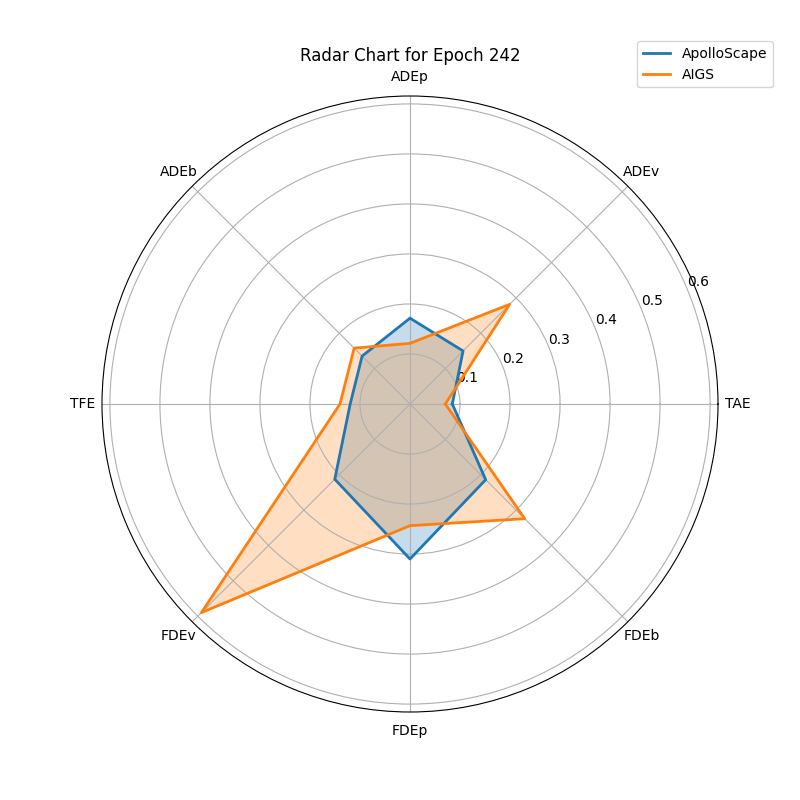 Radar Chart for Epoch 242
ApolloScape
AIGS
ADEp
ADEb
ADEv
0.6
0.5
0.4
0.3
0.2
0.1
TFE
TAE
FDEv
FDEb
FDEp